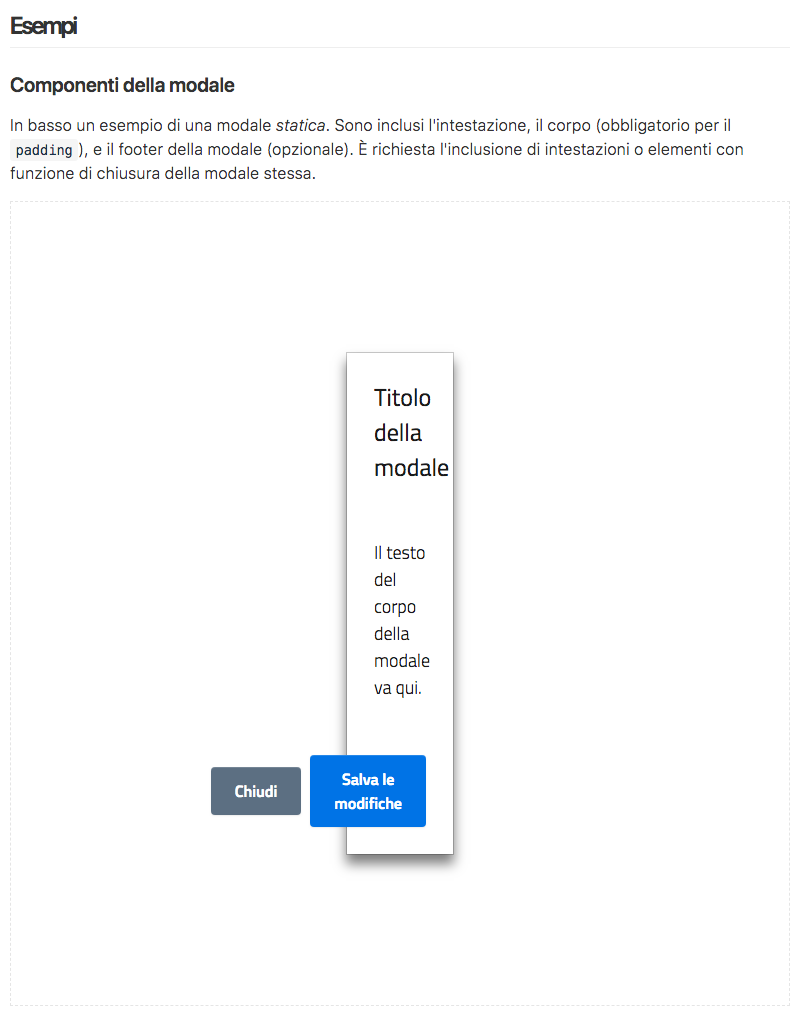 Esempi
Componenti della modale
In basso un esempio di una modale statica. Sono inclusi l'intestazione, il corpo (obbligatorio per il
padding ), e il footer della modale (opzionale). È richiesta l'inclusione di intestazioni o elementi con
funzione di chiusura della modale stessa.
Titolo
della
modale
Il testo
del
corpo
della
modale
va qui.
Chiudi
Salva le
modifiche